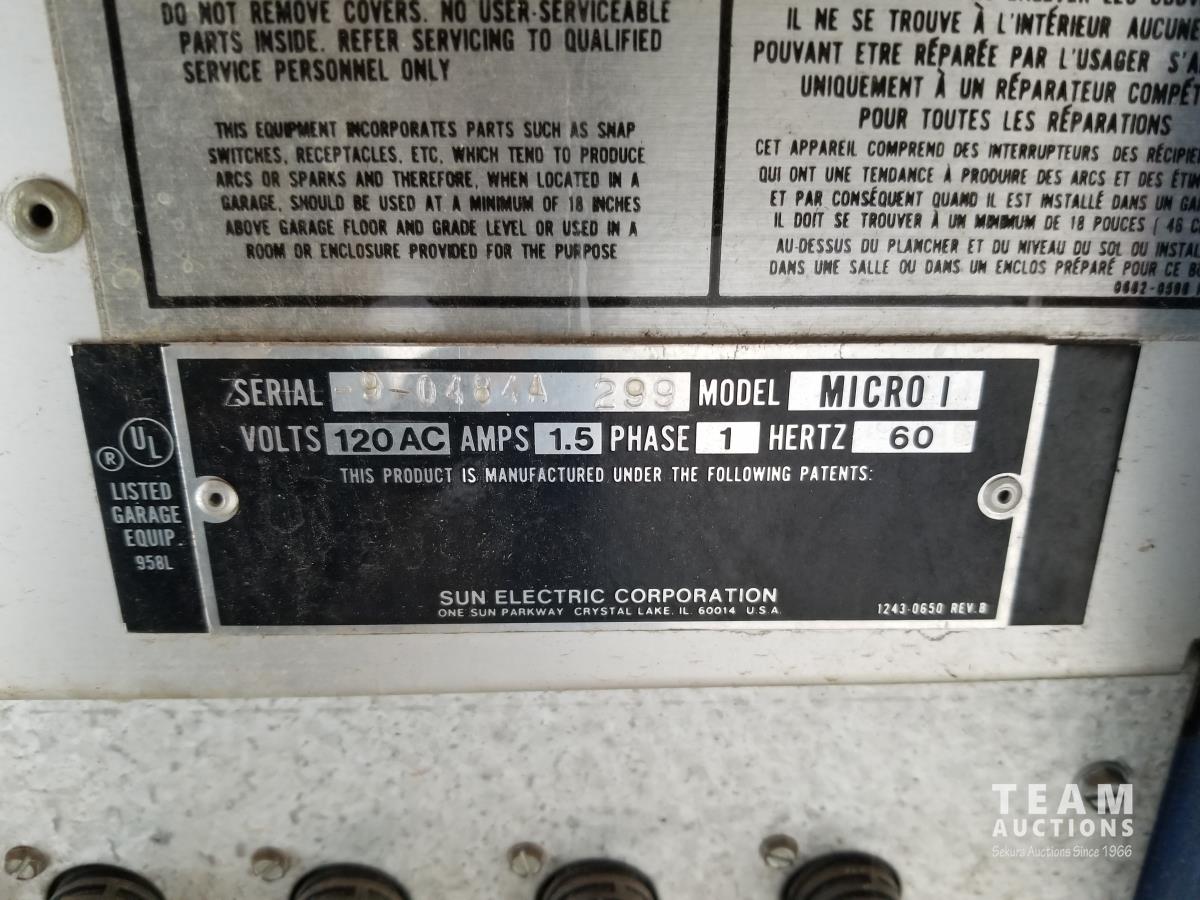 DO NOT REMOVE COVERS. NO USER-SERVICEABLE
PARTS INSIDE. REFER SERVICING TO QUALIFIED
SERVICE PERSONNEL ONLY
THIS EQUIPMENT INCORPORATES PARTS SUCH AS SNAP
SWITCHES, RECEPTACLES, ETC, WHICH TEND TO PRODUCE
ARCS OR SPARKS AND THEREFORE, WHEN LOCATED IN A
GARAGE, SHOULD BE USED AT A MINIMUM OF 18 INCHES
ABOVE GARAGE FLOOR AND GRADE LEVEL OR USED IN A
ROOM OR ENCLOSURE PROVIDED FOR THE PURPOSE
IL NE SE TROUVE À L'INTÉRIEUR AUCUNE
POUVANT ETRE RÉPARÉE PAR L'USAGER S'A
UNIQUEMENT À UN RÉPARATEUR COMPÉT
POUR TOUTES LES RÉPARATIONS
CET APPAREIL COMPREND DES INTERRUPTEURS DES RÉCIPIE
QUI ONT UNE TENDANCE À PRODUIRE DES ARCS ET DES ÉTIN
ET PAR CONSÉQUENT QUAND IL EST INSTALLÉ DANS UN GA
IL DOIT SE TROUVER À UN MINIMUM DE 18 POUCES ( 46 C
AU-DESSUS DU PLANCHER ET DU NIVEAU DU SOL OU INSTAL
DANS UNE SALLE OU DANS UN ENCLOS PRÉPARÉ POUR CE B
SERIAL -9-0484A 299 MODEL MICRO I
VOLTS 120 AC AMPS 1.5 PHASE 1 HERTZ 60
THIS PRODUCT IS MANUFACTURED UNDER THE FOLLOWING PATENTS:
UL ®
LISTED
GARAGE
EQUIP.
958L
SUN ELECTRIC CORPORATION
ONE SUN PARKWAY CRYSTAL LAKE, IL. 60014 U.S.A.
1243-0650 REV.B
TEAM
AUCTIONS
Sekura Auctions Since 1966